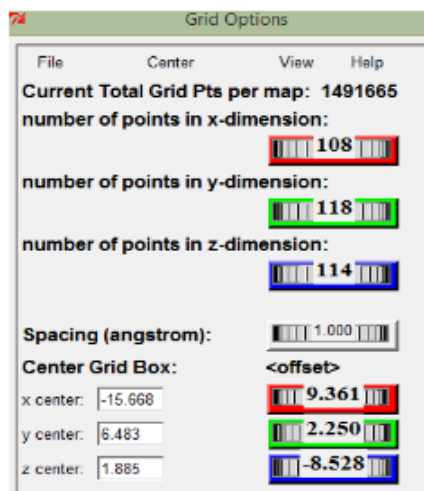 Grid Options
File Center View Help
Current Total Grid Pts per map: 1491665
number of points in x-dimension:
108
number of points in y-dimension:
118
number of points in z-dimension:
114
Spacing (angstrom): 1.000
Center Grid Box: <offset>
x center: -15.668 9.361
y center: 6.483 2.250
z center: 1.885 -8.528